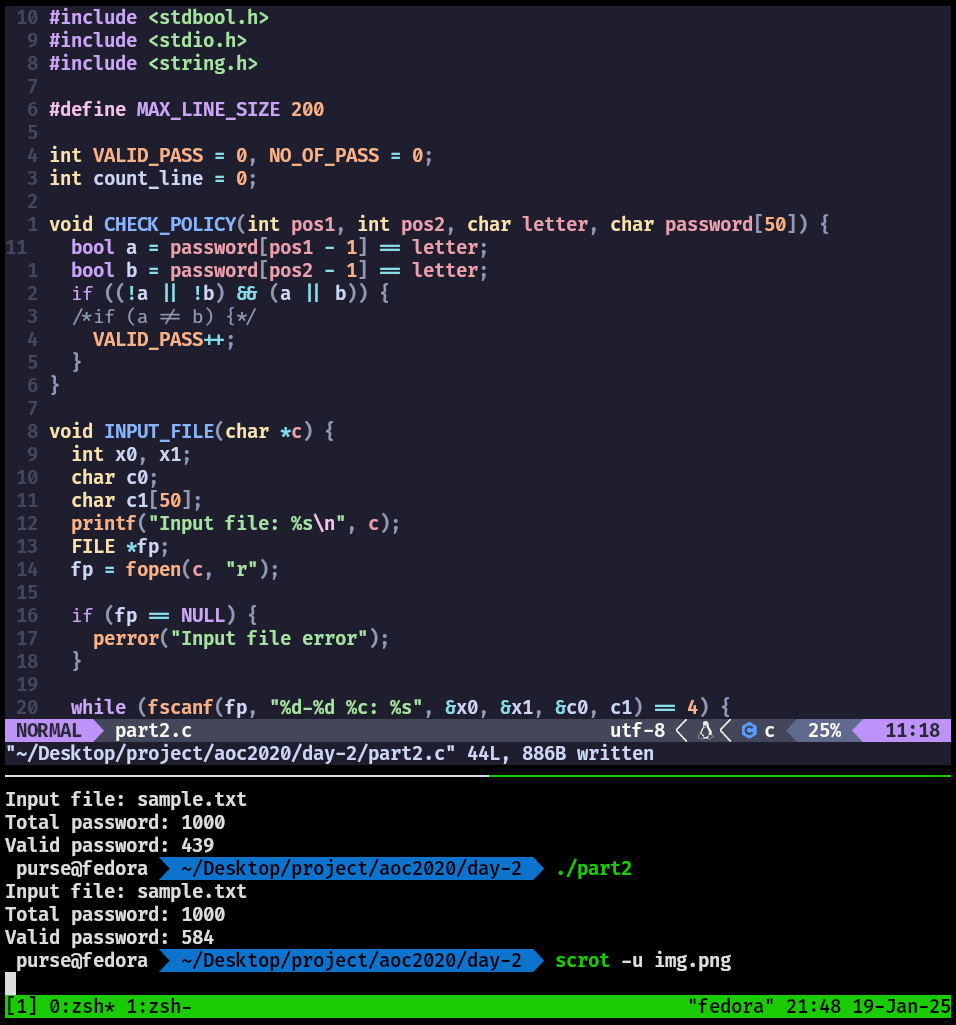 10 #include <stdbool.h>
9 #include <stdio.h>
8 #include <string.h>
7
6 #define MAX_LINE_SIZE 200
5
4 int VALID_PASS = 0, NO_OF_PASS = 0;
3 int count_line = 0;
2
1 void CHECK_POLICY(int pos1, int pos2, char letter, char password[50]) {
11   bool a = password[pos1 - 1] == letter;
1   bool b = password[pos2 - 1] == letter;
2   if ((!a || !b) && (a || b)) {
3   /*if (a != b) {*/
4     VALID_PASS++;
5   }
6 }
7
8 void INPUT_FILE(char *c) {
9   int x0, x1;
10   char c0;
11   char c1[50];
12   printf("Input file: %s\n", c);
13   FILE *fp;
14   fp = fopen(c, "r");
15
16   if (fp == NULL) {
17     perror("Input file error");
18   }
19
20   while (fscanf(fp, "%d-%d %c: %s", &x0, &x1, &c0, c1) == 4) {
NORMAL part2.c utf-8 c 25% 11:18
"~/Desktop/project/aoc2020/day-2/part2.c" 44L, 886B written
Input file: sample.txt
Total password: 1000
Valid password: 439
purse@fedora ~/Desktop/project/aoc2020/day-2 ./part2
Input file: sample.txt
Total password: 1000
Valid password: 584
purse@fedora ~/Desktop/project/aoc2020/day-2 scrot -u img.png
[1] 0:zsh* 1:zsh- "fedora" 21:48 19-Jan-25